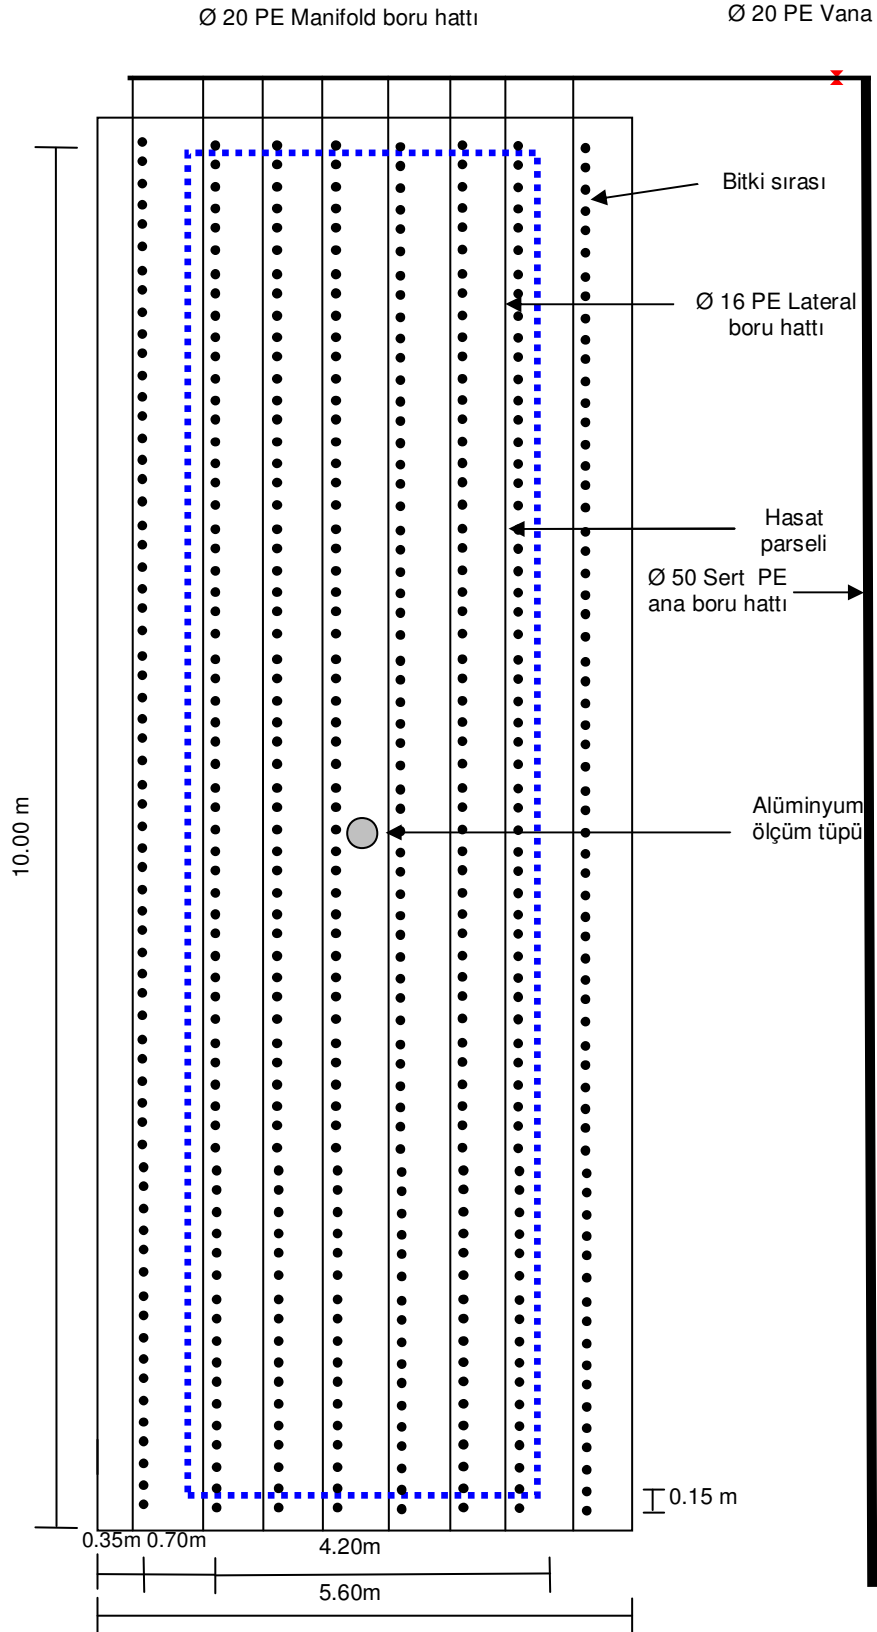 Ø 20 PE Manifold boru hattı
Ø 20 PE Vana
Bitki sırası
Ø 16 PE Lateral
boru hattı
Hasat
parseli
Ø 50 Sert PE
ana boru hattı
10.00 m
Alüminyum
ölçüm tüpü
0.15 m
0.35m 0.70m
4.20m
5.60m